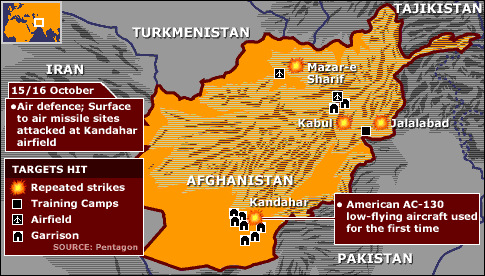 TAJIKISTAN
TURKMENISTAN
IRAN
Mazar-e
Sharif
15/16 October
•Air defence; Surface
to air missile sites
attacked at Kandahar
airfield
Kabul
Jalalabad
TARGETS HIT
Repeated strikes
Training Camps
Airfield
Garrison
SOURCE: Pentagon
AFGHANISTAN
Kandahar
• American AC-130
low-flying aircraft used
for the first time
PAKISTAN